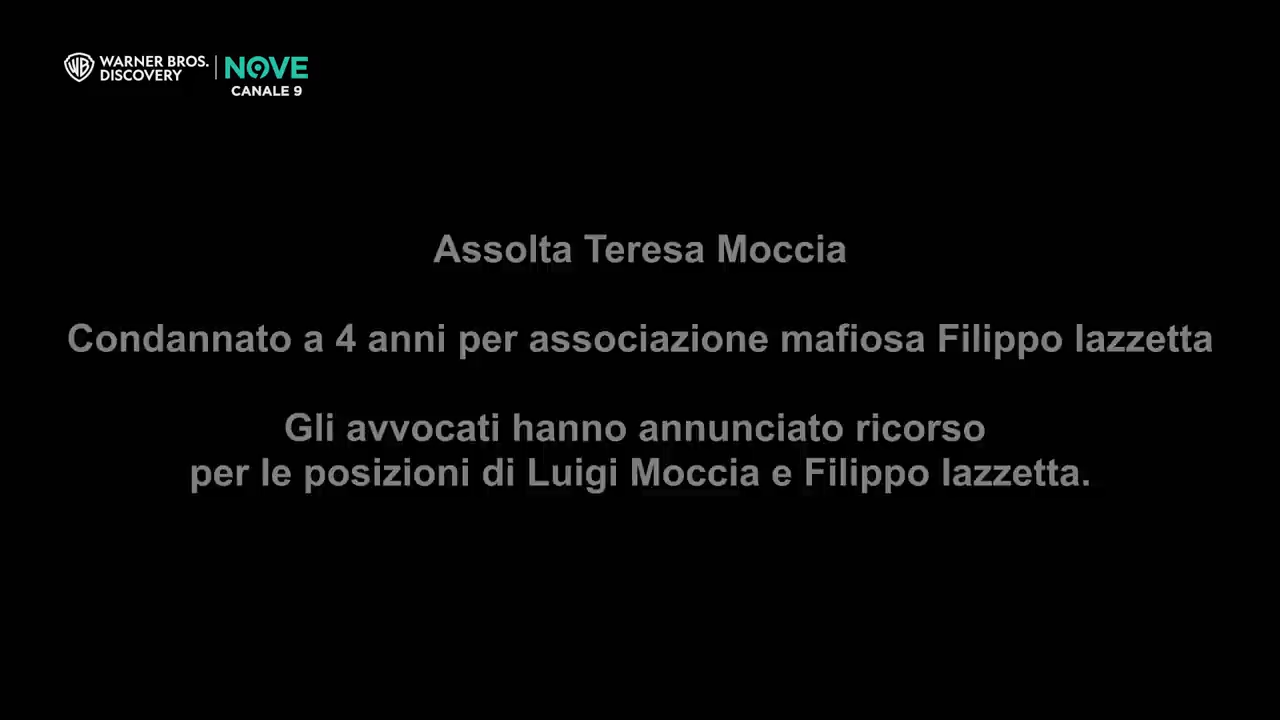 WARNER BROS.
DISCOVERY
NOVE
CANALE 9
Assolta Teresa Moccia
Condannato a 4 anni per associazione mafiosa Filippo Iazzetta
Gli avvocati hanno annunciato ricorso
per le posizioni di Luigi Moccia e Filippo Iazzetta.